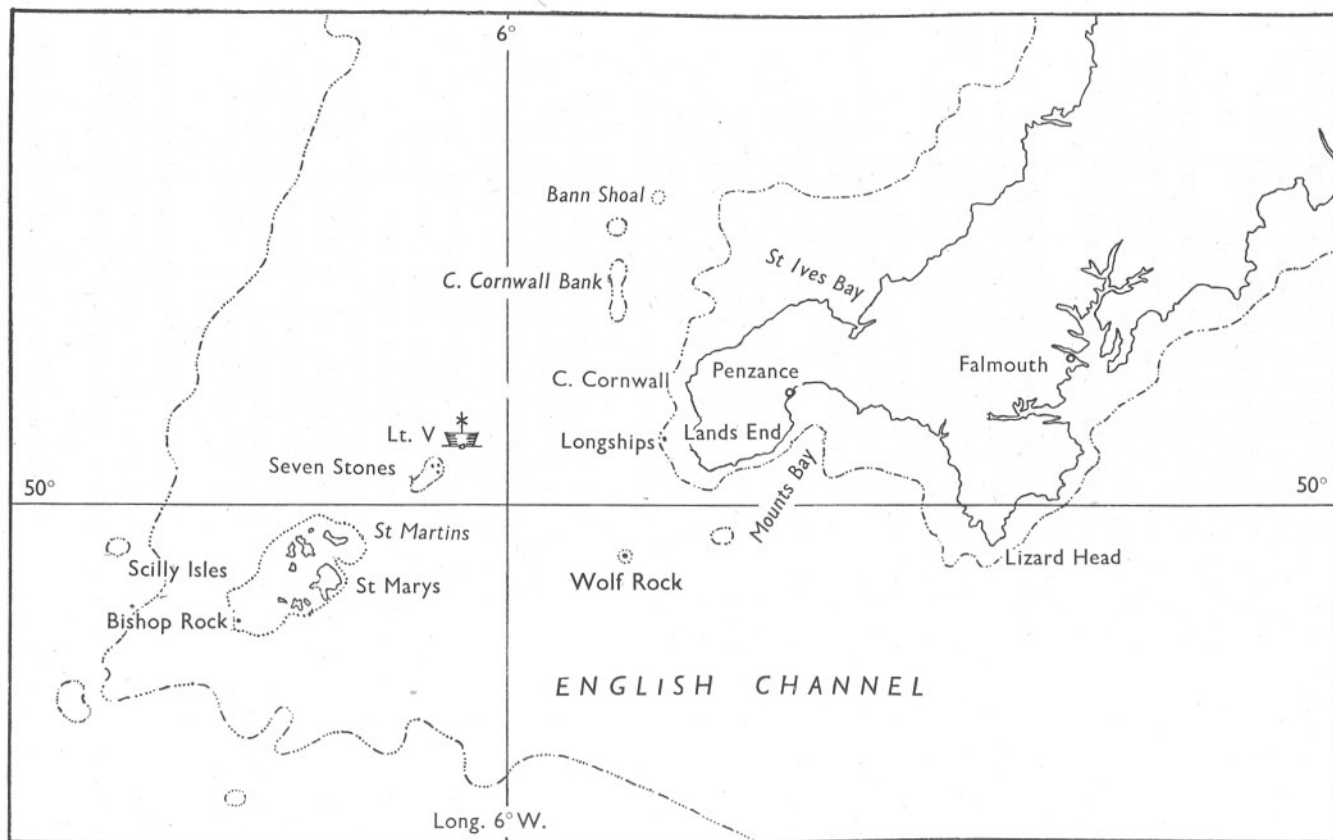 6°
Bann Shoal
St Ives Bay
C. Cornwall Bank
Falmouth
C. Cornwall
Penzance
Lt. V
Longships
Lands End
Seven Stones
50°
50°
Mounts Bay
St Martins
Lizard Head
Scilly Isles
Wolf Rock
St Marys
Bishop Rock
ENGLISH CHANNEL
Long. 6° W.